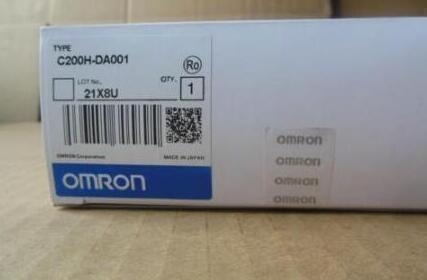 TYPE
C200H-DA001
Ro
LOT No. QTY.
21X8U 1
OMRON Corporation MADE IN JAPAN
OMRON
OMRON
OMRON
OMRON
OMRON